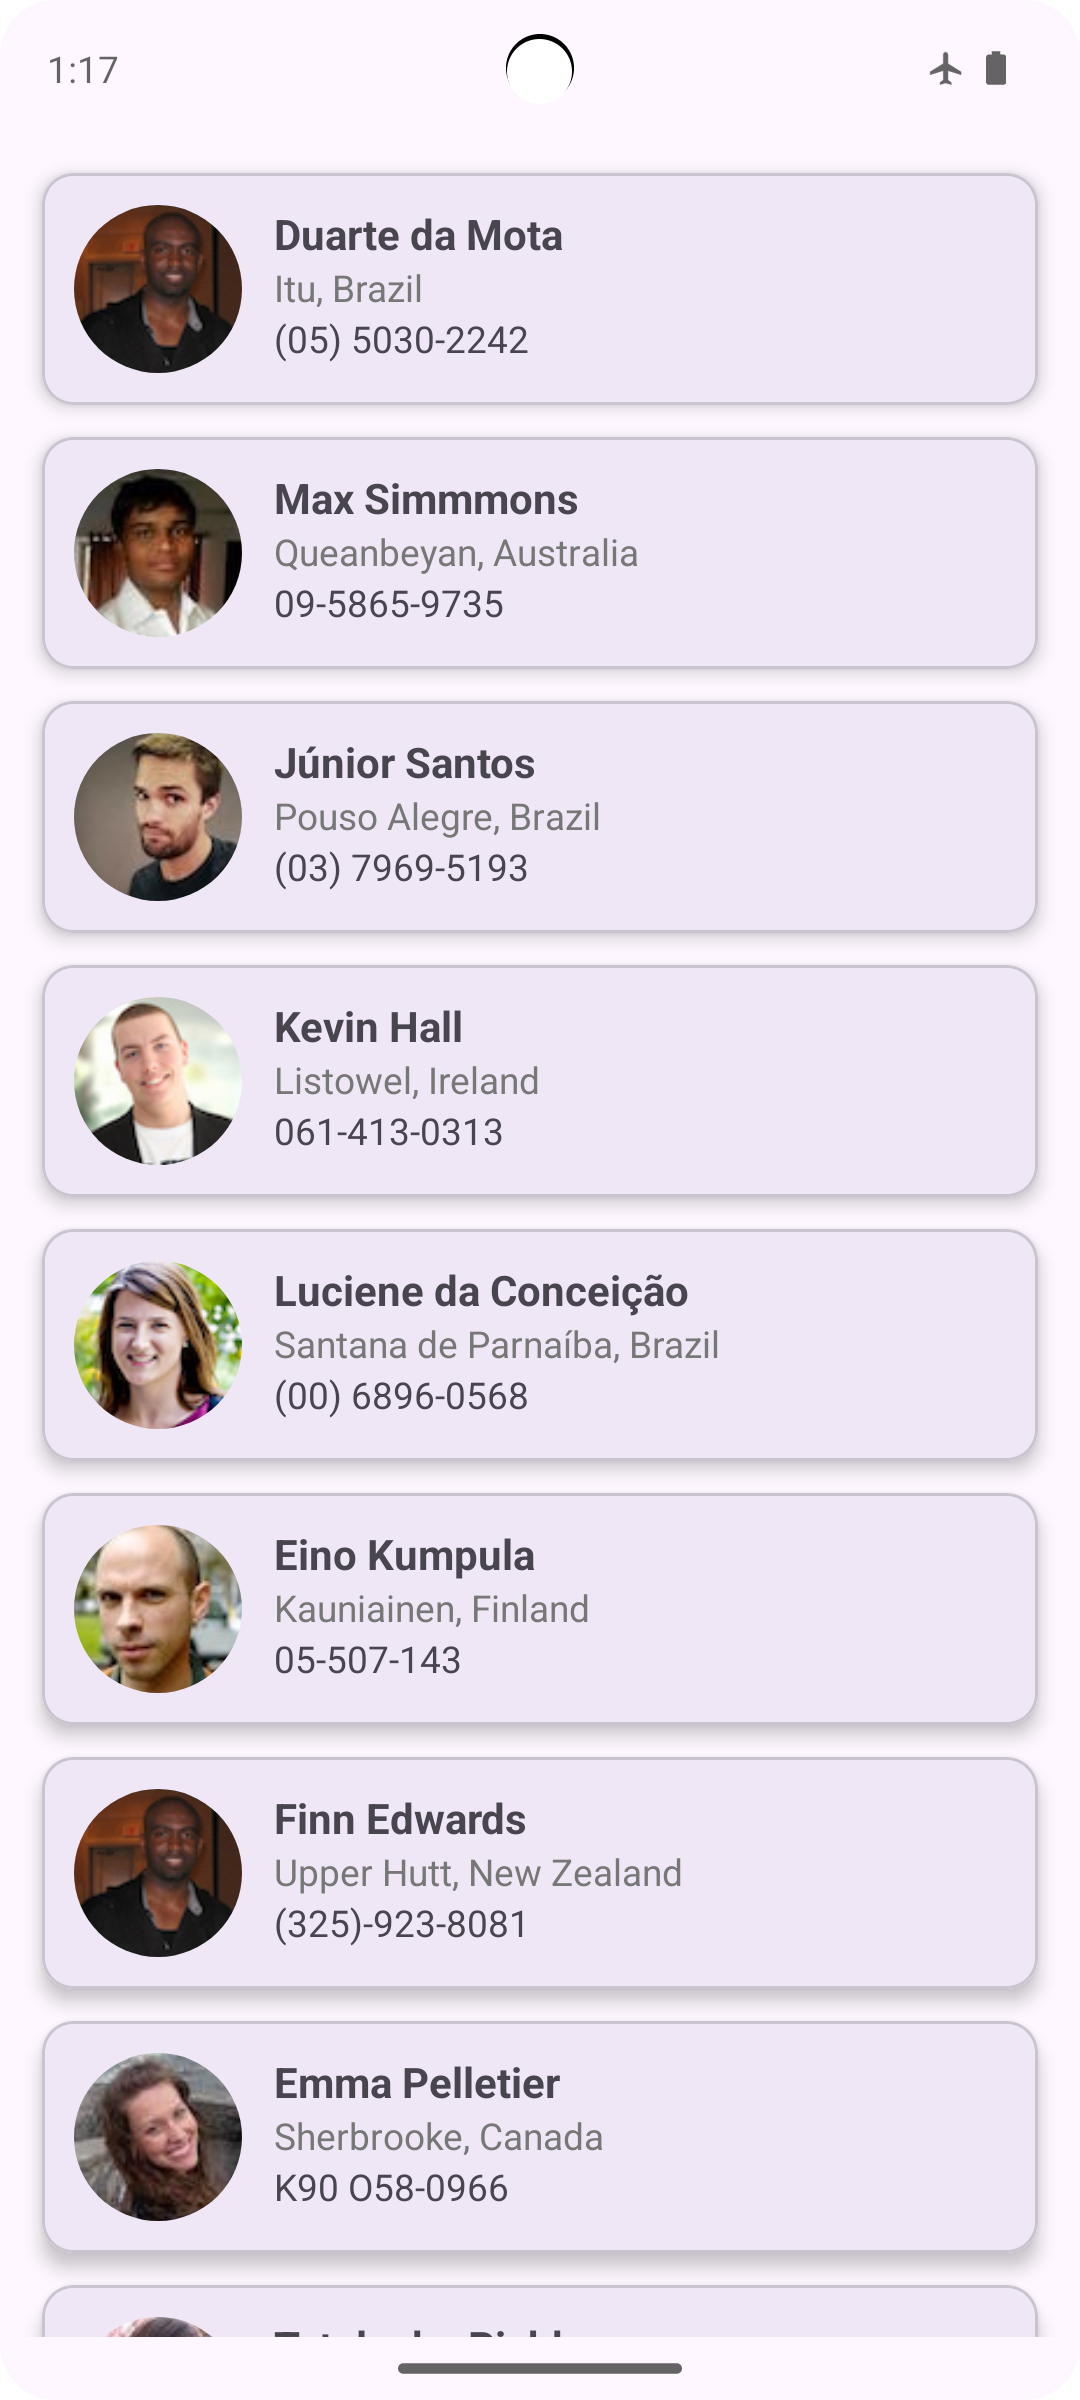 1:17
Duarte da Mota
Itu, Brazil
(05) 5030-2242
Max Simmmons
Queanbeyan, Australia
09-5865-9735
Júnior Santos
Pouso Alegre, Brazil
(03) 7969-5193
Kevin Hall
Listowel, Ireland
061-413-0313
Luciene da Conceição
Santana de Parnaíba, Brazil
(00) 6896-0568
Eino Kumpula
Kauniainen, Finland
05-507-143
Finn Edwards
Upper Hutt, New Zealand
(325)-923-8081
Emma Pelletier
Sherbrooke, Canada
K90 O58-0966